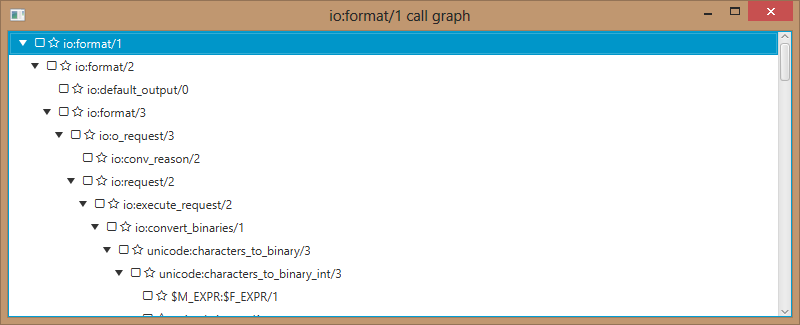 io:format/1 call graph
io:format/1
io:format/2
io:default_output/0
io:format/3
io:o_request/3
io:conv_reason/2
io:request/2
io:execute_request/2
io:convert_binaries/1
unicode:characters_to_binary/3
unicode:characters_to_binary_int/3
$M_EXPR:$F_EXPR/1